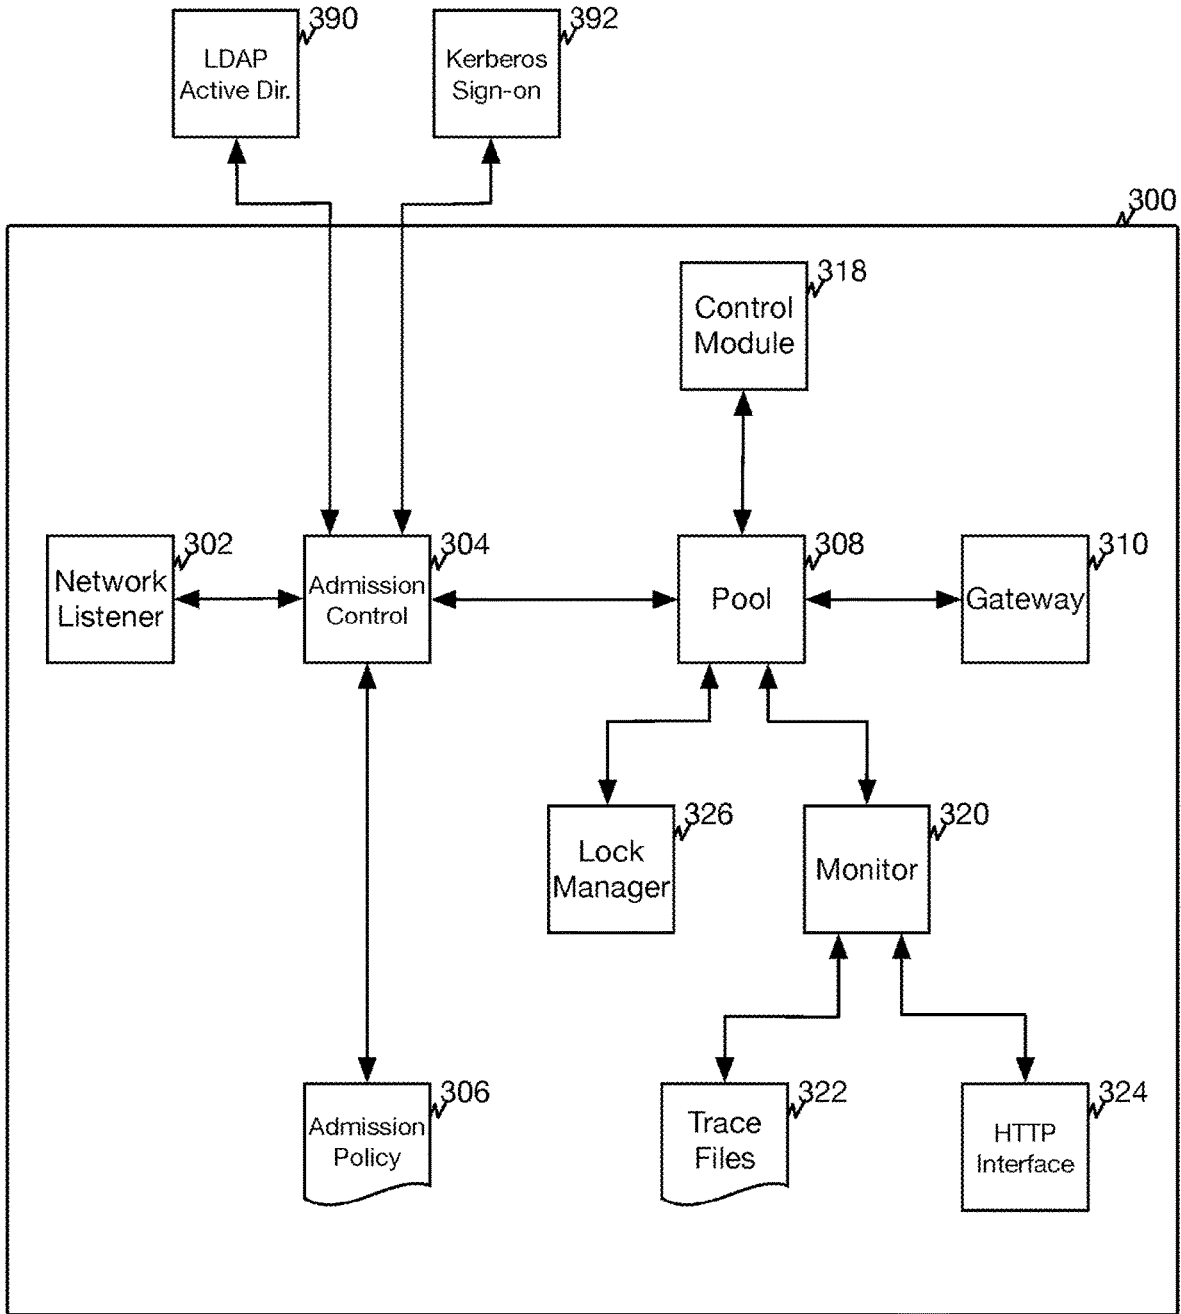 390
LDAP
Active Dir.
392
Kerberos
Sign-on
300
318
Control
Module
302
Network
Listener
304
Admission
Control
308
Pool
310
Gateway
326
Lock
Manager
320
Monitor
306
Admission
Policy
322
Trace
Files
324
HTTP
Interface